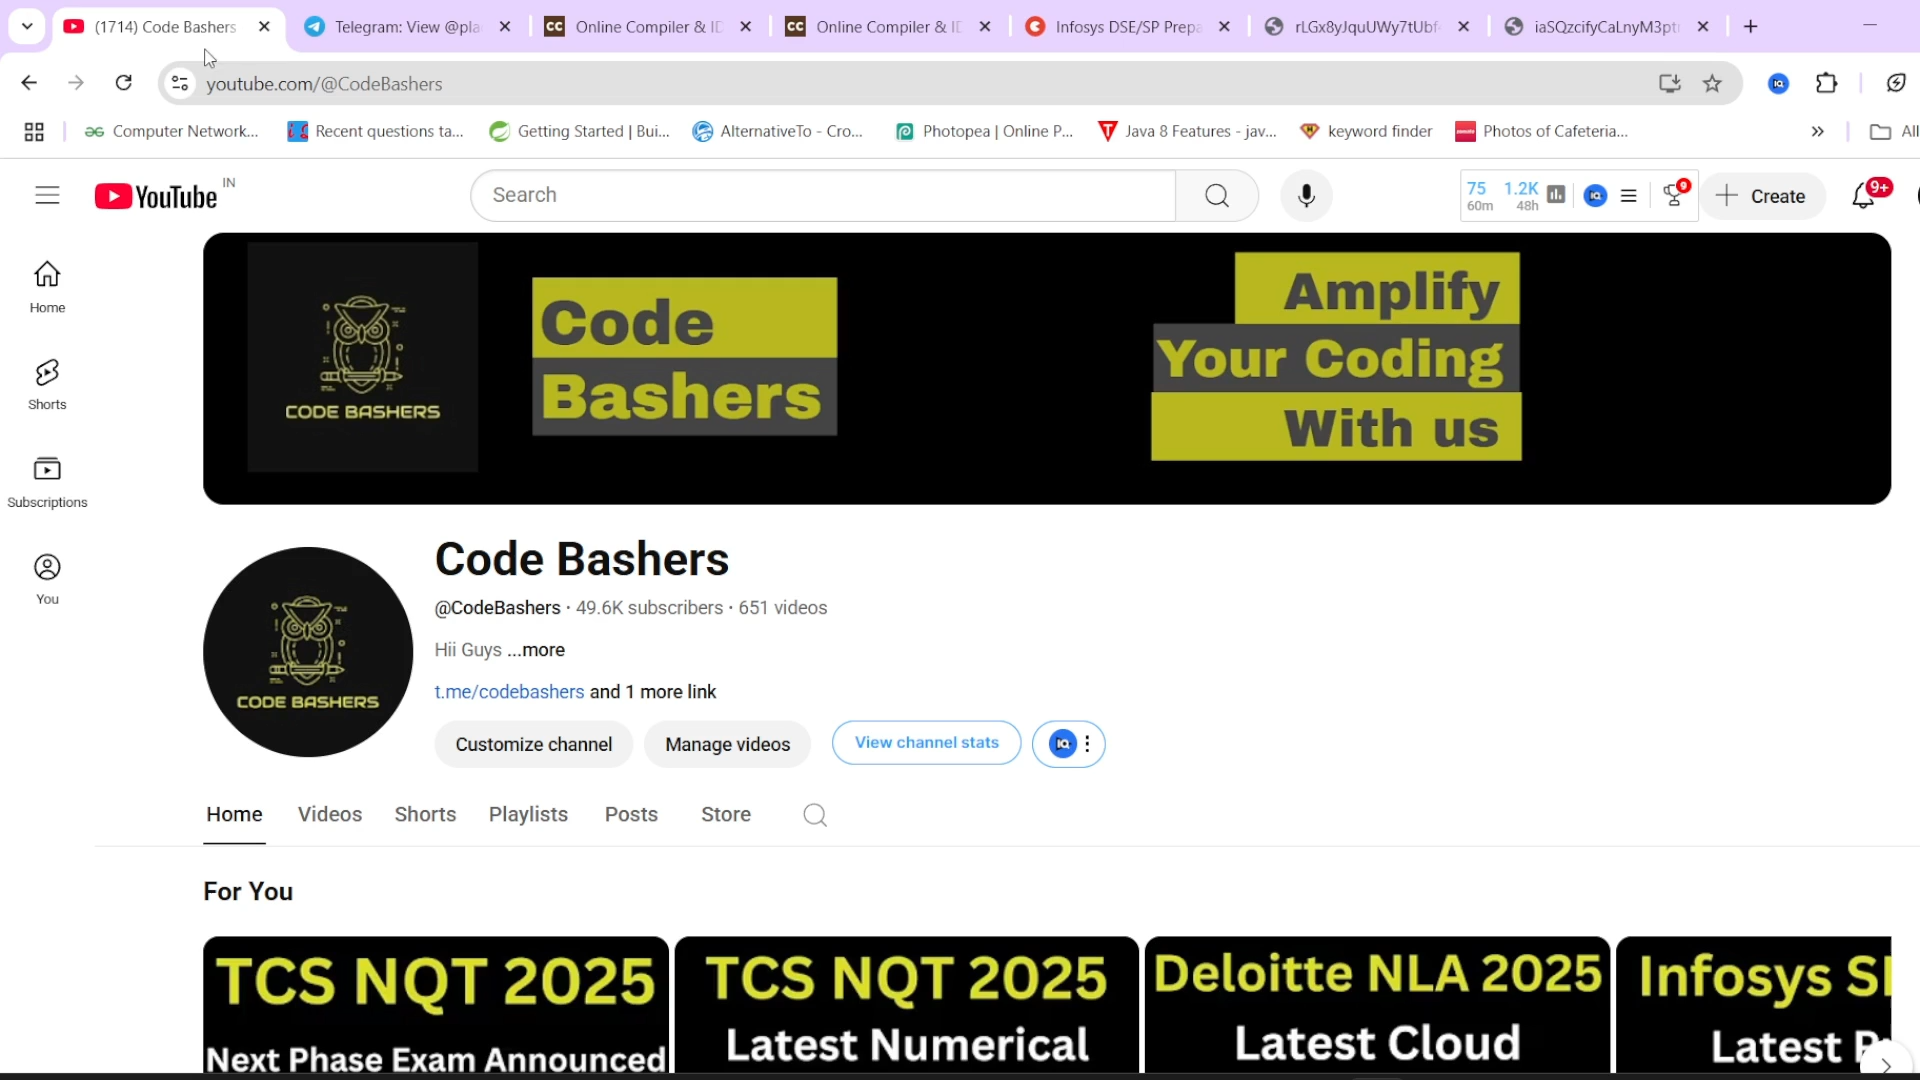 (1714) Code Bashers
Telegram: View @pla
Online Compiler & ID
Online Compiler & ID
Infosys DSE/SP Prepa
rLGx8yJquUWy7tUbf
iaSQzcifyCaLnyM3pt
youtube.com/@CodeBashers
Computer Network...
Recent questions ta...
Getting Started | Bui...
AlternativeTo - Cro...
Photopea | Online P...
Java 8 Features - jav...
keyword finder
Photos of Cafeteria...
All
YouTube IN
Search
75 1.2K
60m 48h
9
Create
9+
Home
Shorts
Subscriptions
You
CODE BASHERS
Code
Bashers
Amplify
Your Coding
With us
CODE BASHERS
Code Bashers
@CodeBashers · 49.6K subscribers · 651 videos
Hii Guys ...more
t.me/codebashers and 1 more link
Customize channel
Manage videos
View channel stats
Home
Videos
Shorts
Playlists
Posts
Store
For You
TCS NQT 2025
Next Phase Exam Announced
TCS NQT 2025
Latest Numerical
Deloitte NLA 2025
Latest Cloud
Infosys
Latest